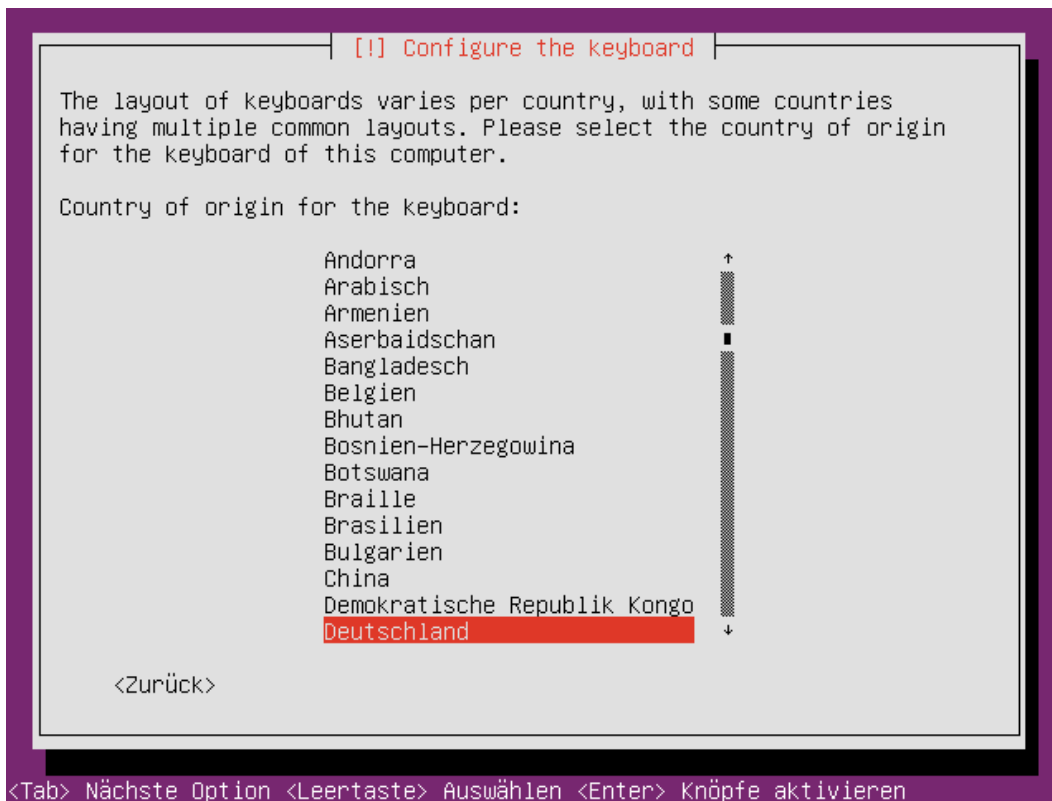 [!] Configure the keyboard
The layout of keyboards varies per country, with some countries
having multiple common layouts. Please select the country of origin
for the keyboard of this computer.
Country of origin for the keyboard:
Andorra
Arabisch
Armenien
Aserbaidschan
Bangladesch
Belgien
Bhutan
Bosnien-Herzegowina
Botswana
Braille
Brasilien
Bulgarien
China
Demokratische Republik Kongo
Deutschland
<Zurück>
<Tab> Nächste Option <Leertaste> Auswählen <Enter> Knöpfe aktivieren